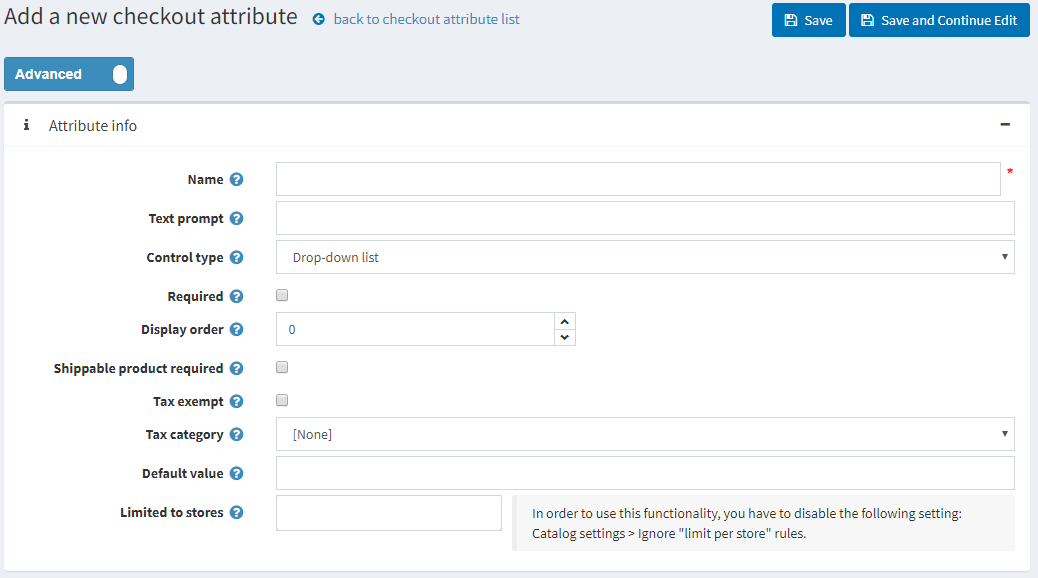 Add a new checkout attribute back to checkout attribute list Save Save and Continue Edit
Advanced
Attribute info
Name *
Text prompt
Control type Drop-down list
Required
Display order 0
Shippable product required
Tax exempt
Tax category [None]
Default value
Limited to stores In order to use this functionality, you have to disable the following setting:
Catalog settings > Ignore "limit per store" rules.